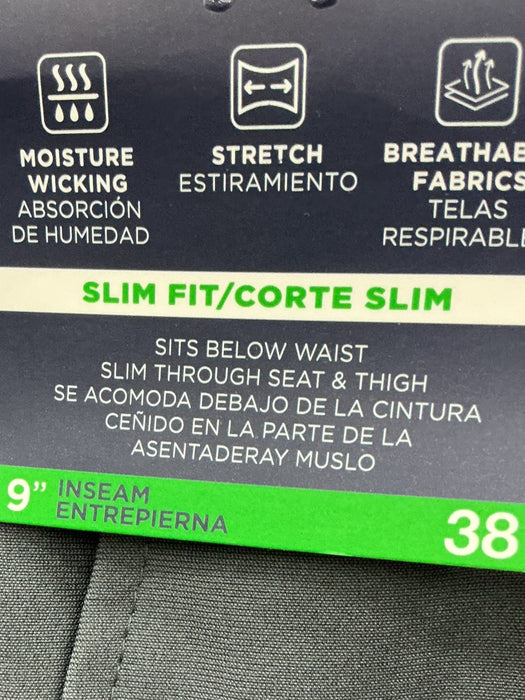 MOISTURE
WICKING
ABSORCIÓN
DE HUMEDAD
STRETCH
ESTIRAMIENTO
BREATHAB
FABRICS
TELAS
RESPIRABLE
SLIM FIT/CORTE SLIM
SITS BELOW WAIST
SLIM THROUGH SEAT & THIGH
SE ACOMODA DEBAJO DE LA CINTURA
CEÑIDO EN LA PARTE DE LA
ASENTADERAY MUSLO
9” INSEAM
ENTREPIERNA
38